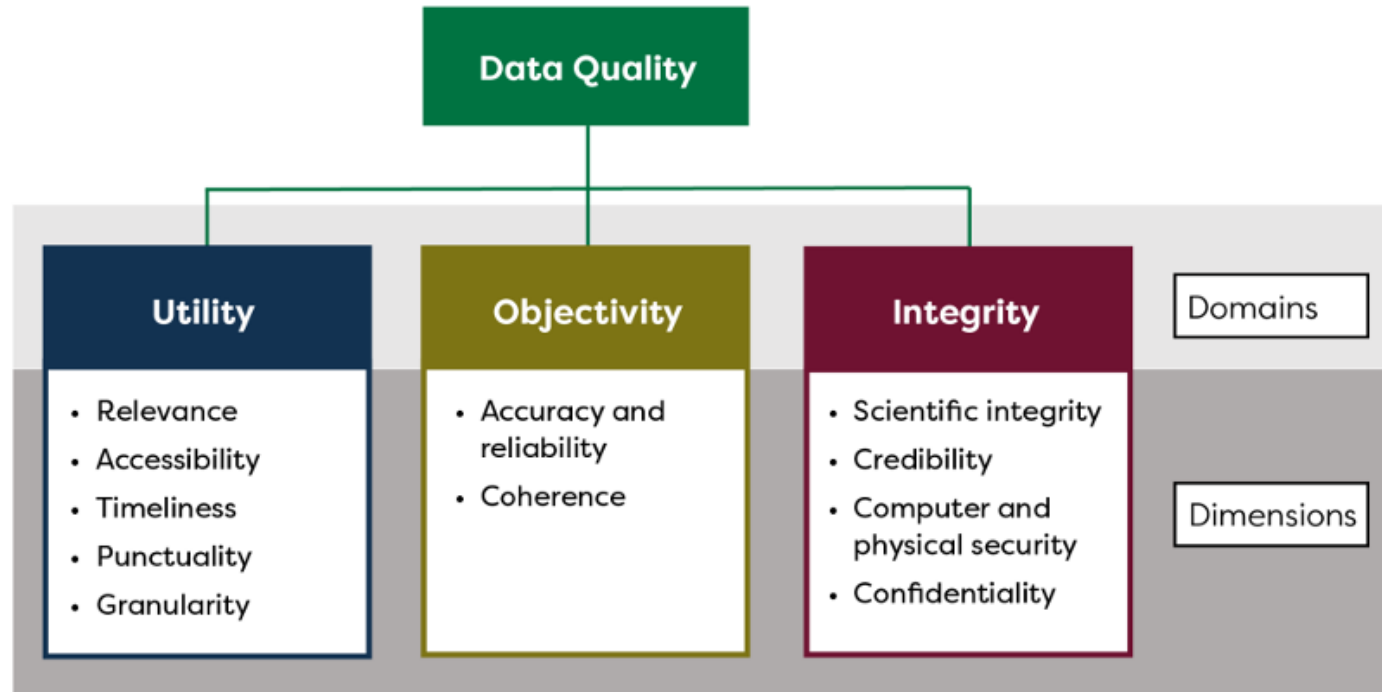 Data Quality
Utility
Objectivity
Integrity
Domains
• Relevance
• Accessibility
• Timeliness
• Punctuality
• Granularity
• Accuracy and
reliability
• Coherence
• Scientific integrity
• Credibility
• Computer and
physical security
• Confidentiality
Dimensions